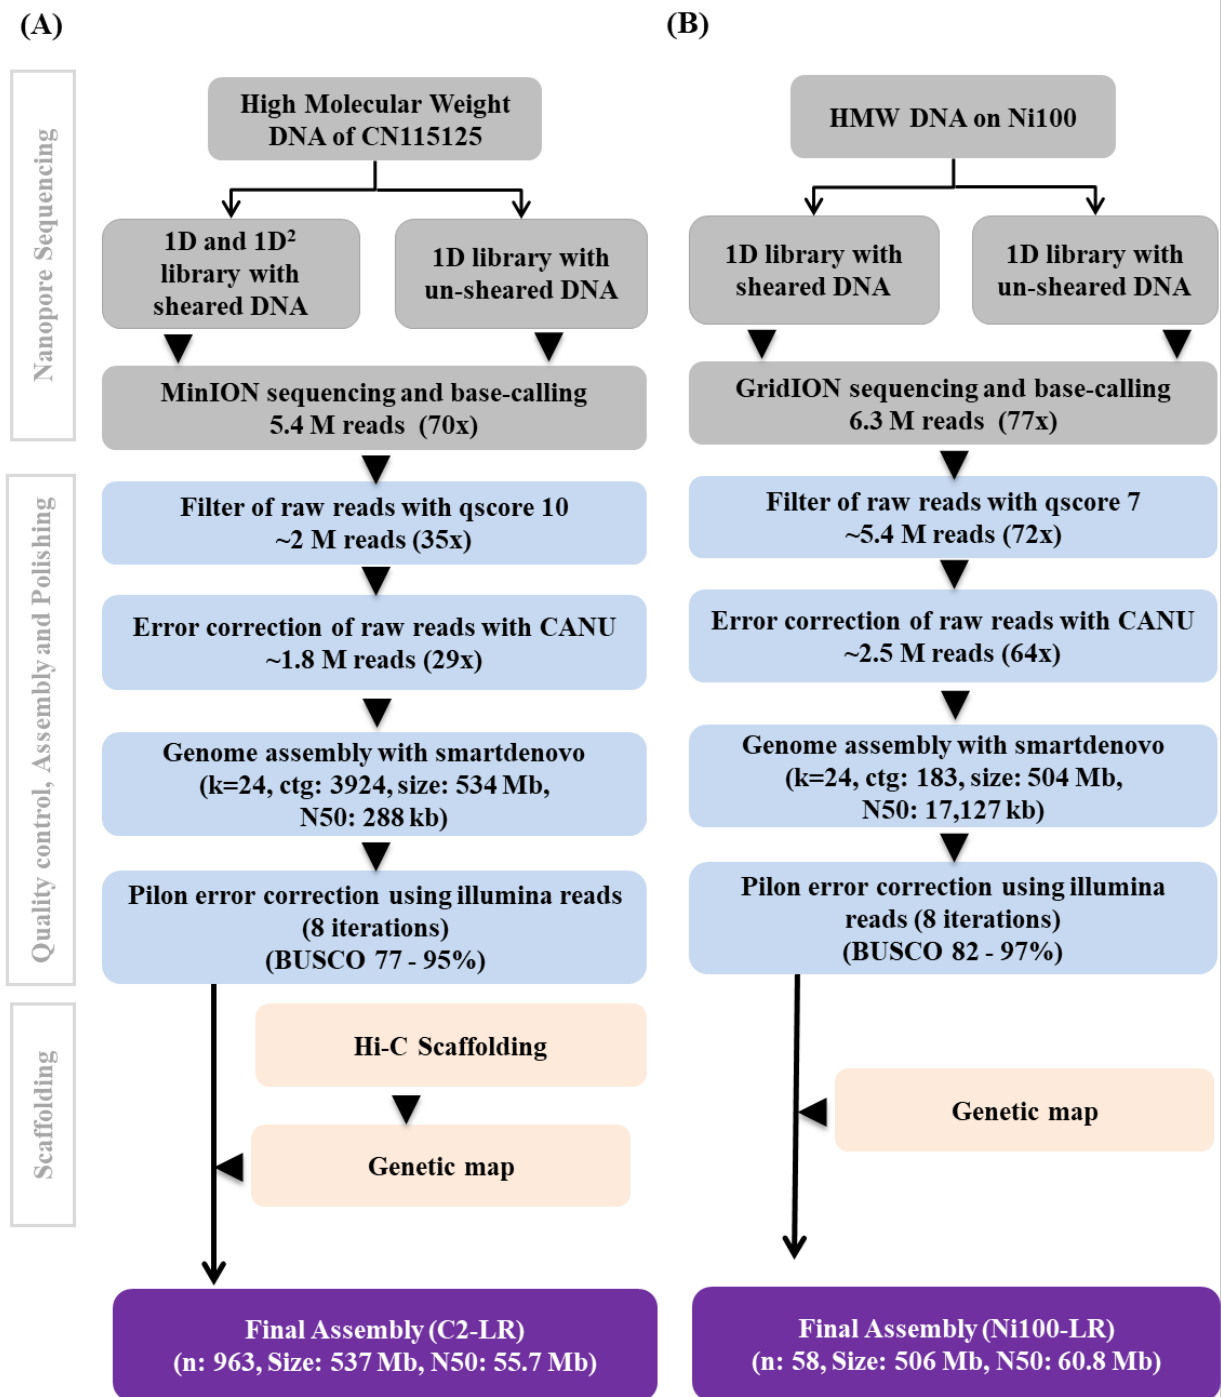 (A)
Nanopore Sequencing
High Molecular Weight
DNA of CN115125
1D and 1D²
library with
sheared DNA
1D library with
un-sheared DNA
MinION sequencing and base-calling
5.4 M reads (70x)
Quality control, Assembly and Polishing
Filter of raw reads with qscore 10
~2 M reads (35x)
Error correction of raw reads with CANU
~1.8 M reads (29x)
Genome assembly with smartdenovo
(k=24, ctg: 3924, size: 534 Mb,
N50: 288 kb)
Pilon error correction using illumina reads
(8 iterations)
(BUSCO 77 - 95%)
Scaffolding
Hi-C Scaffolding
Genetic map
Final Assembly (C2-LR)
(n: 963, Size: 537 Mb, N50: 55.7 Mb)
(B)
HMW DNA on Ni100
1D library with
sheared DNA
1D library with
un-sheared DNA
GridION sequencing and base-calling
6.3 M reads (77x)
Filter of raw reads with qscore 7
~5.4 M reads (72x)
Error correction of raw reads with CANU
~2.5 M reads (64x)
Genome assembly with smartdenovo
(k=24, ctg: 183, size: 504 Mb,
N50: 17,127 kb)
Pilon error correction using illumina
reads (8 iterations)
(BUSCO 82 - 97%)
Genetic map
Final Assembly (Ni100-LR)
(n: 58, Size: 506 Mb, N50: 60.8 Mb)